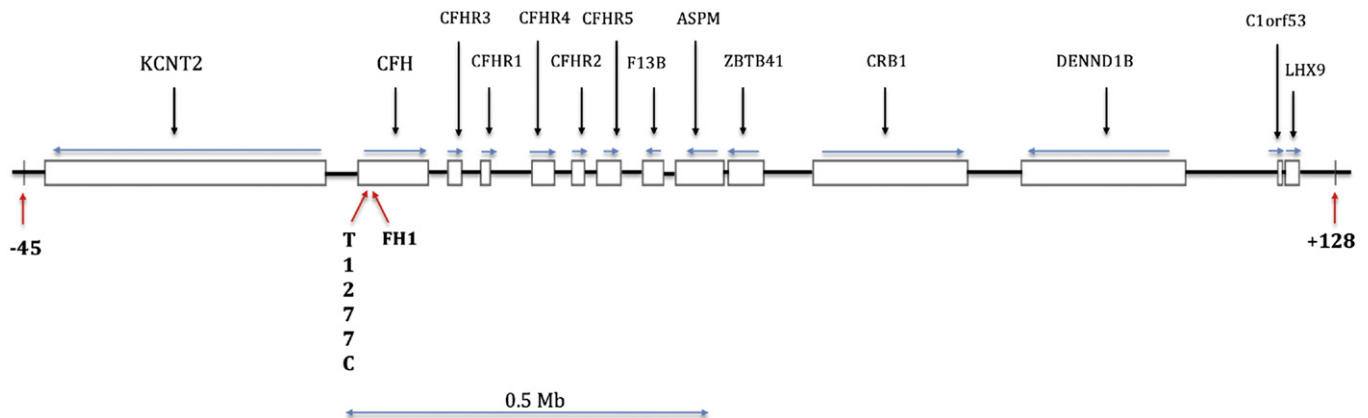 CFHR3 CFHR4 CFHR5 ASPM C1orf53
KCNT2 CFH CFHR1 CFHR2 F13B ZBTB41 CRB1 DENND1B LHX9
-45 T FH1 +128
1
2
7
7
C
0.5 Mb